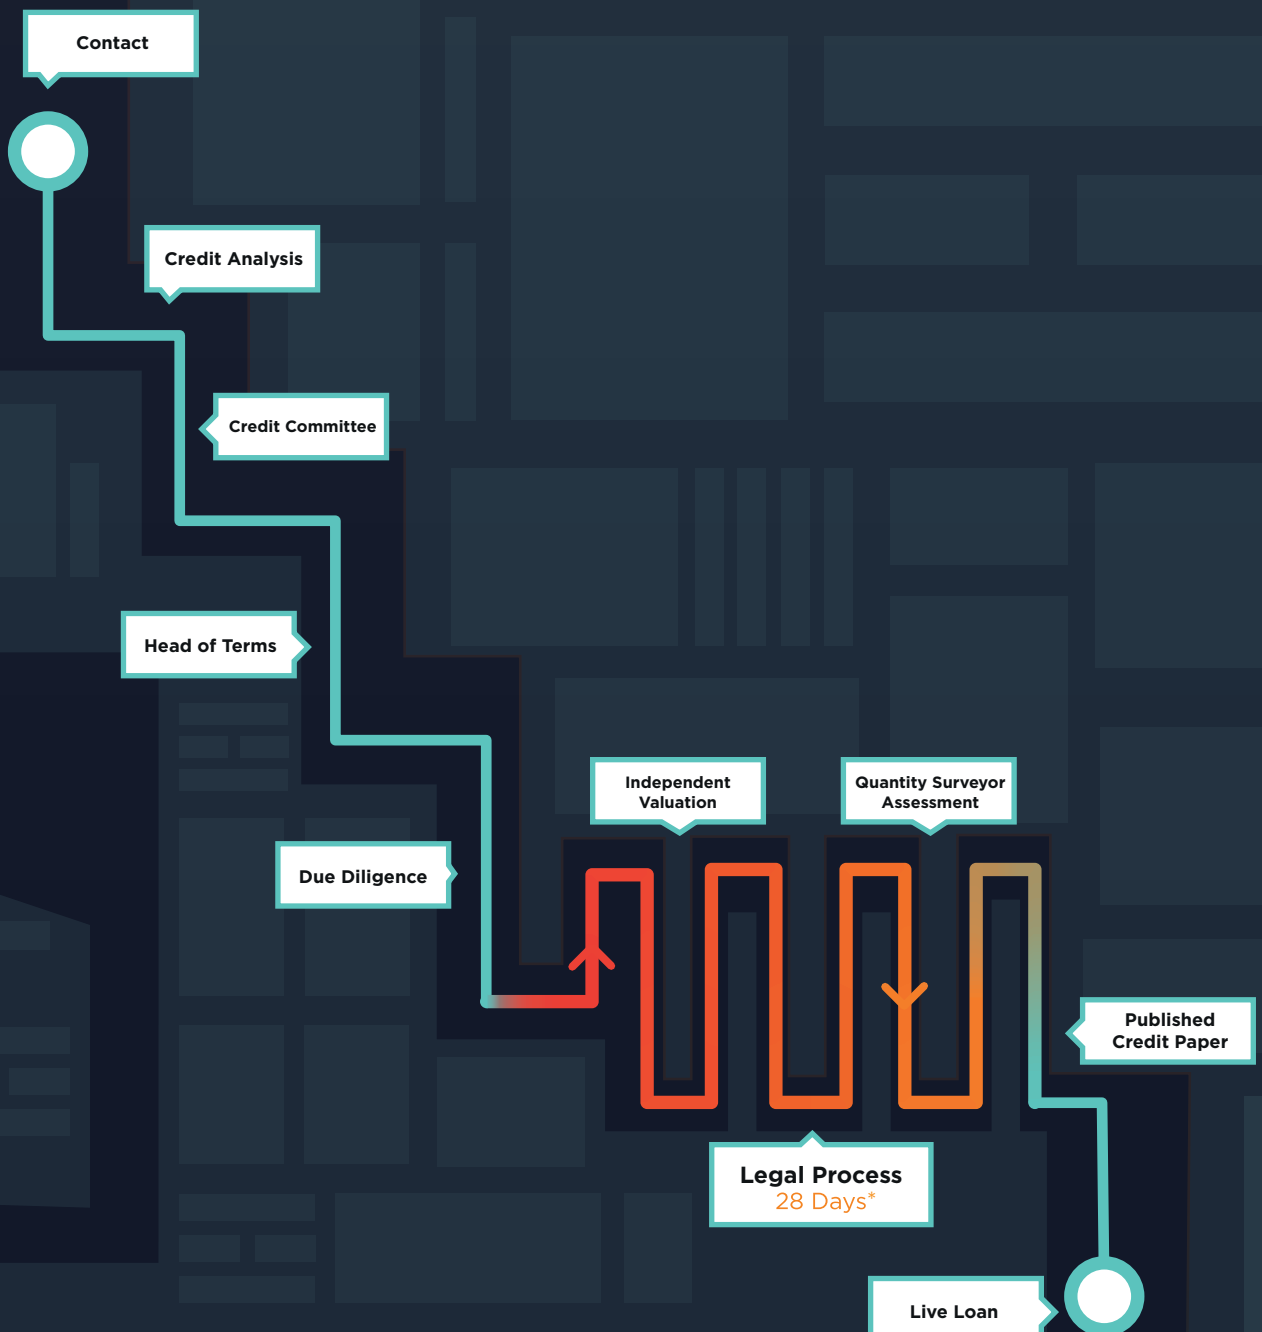 Contact
Credit Analysis
Credit Committee
Head of Terms
Independent
Valuation
Quantity Surveyor
Assessment
Due Diligence
Published
Credit Paper
Legal Process
28 Days*
Live Loan